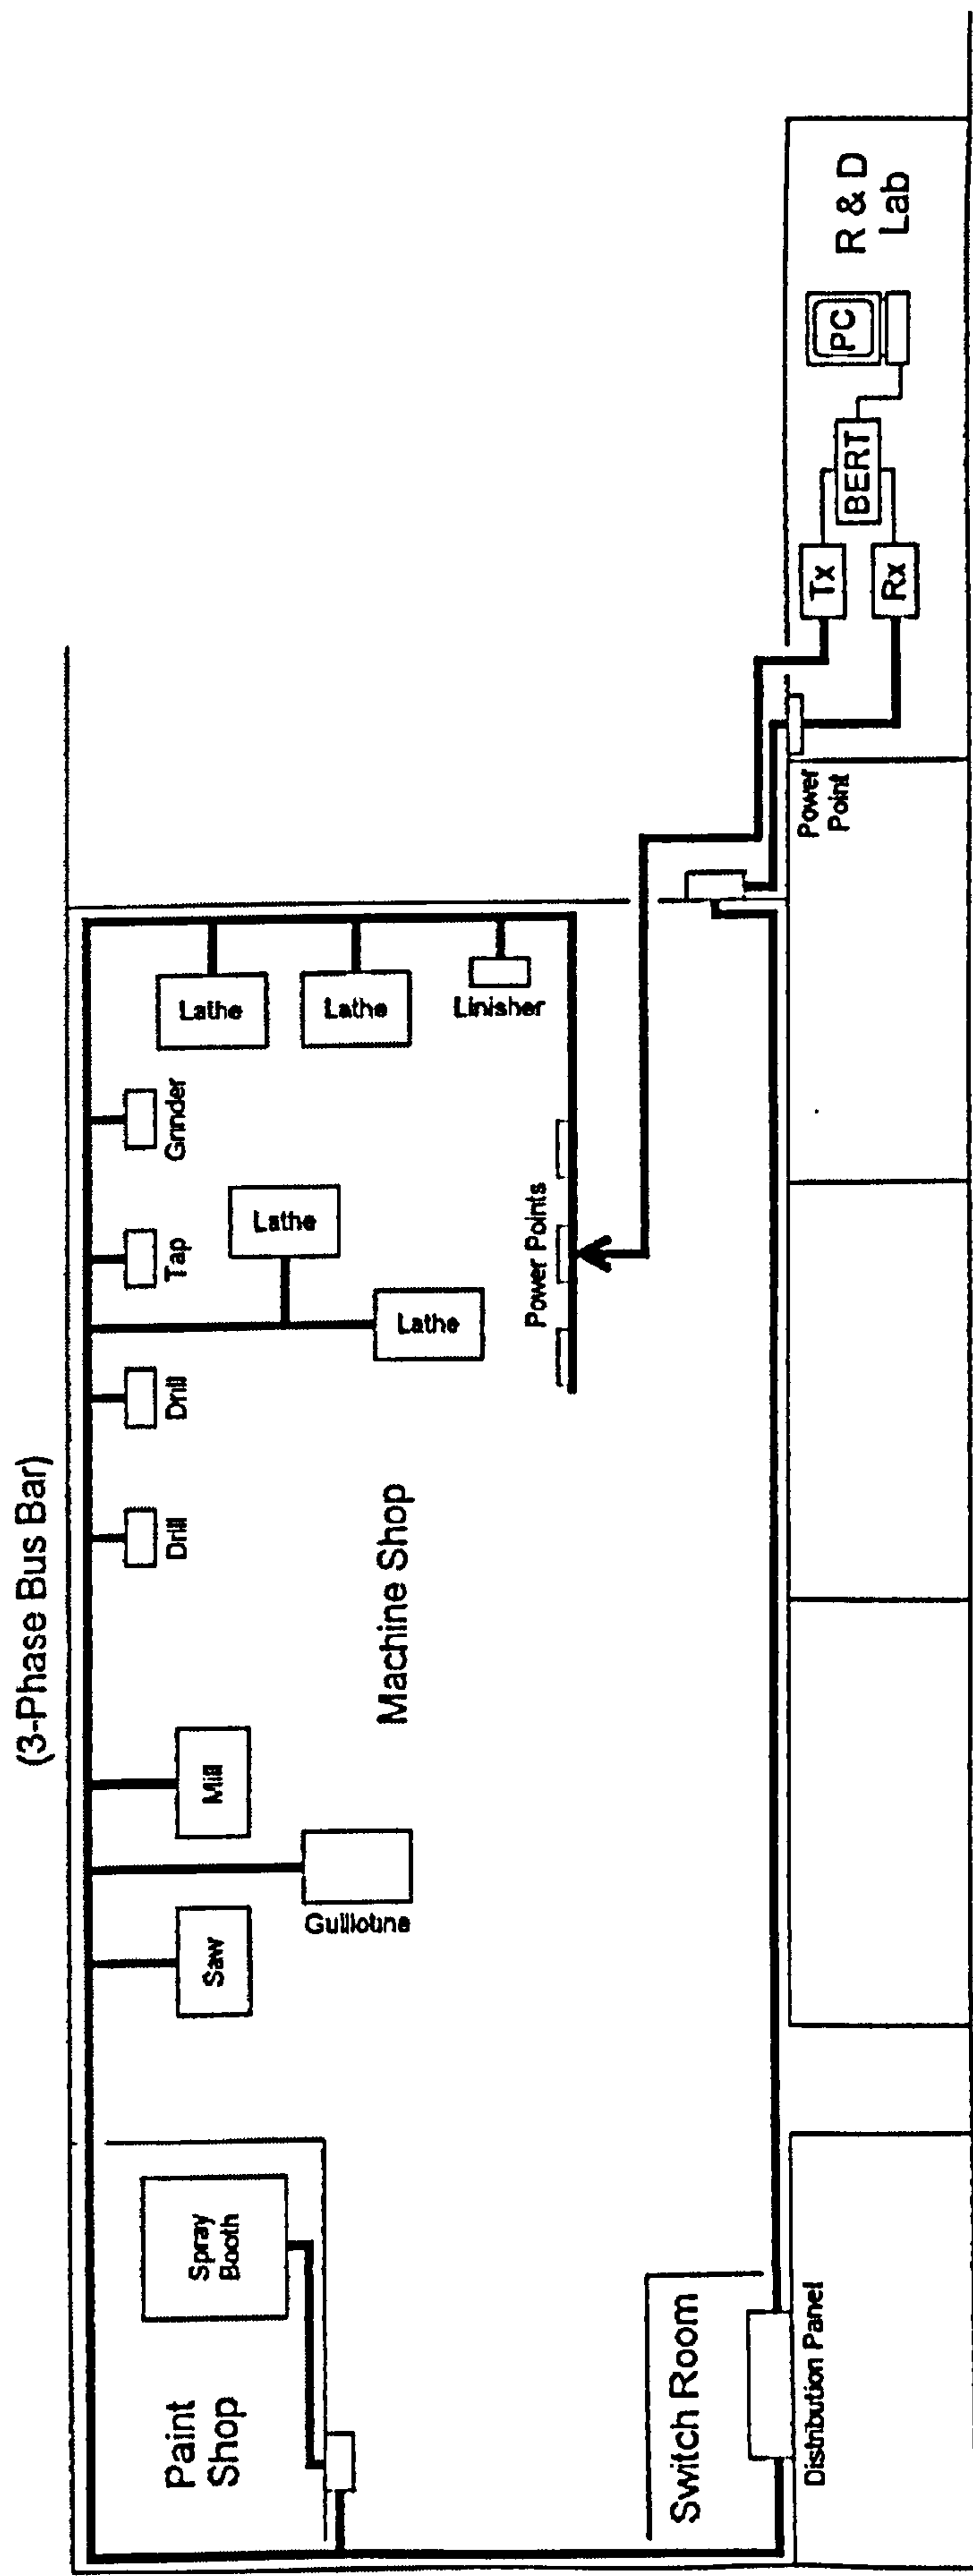 (3-Phase Bus Bar)
Paint
Shop
Spray
Booth
Saw
Guillotine
Mill
Drill
Drill
Tap
Grinder
Lathe
Lathe
Lathe
Lathe
Linisher
Machine Shop
Power Points
Switch Room
Distribution Panel
Power
Point
Tx
Rx
BERT
PC
R & D
Lab